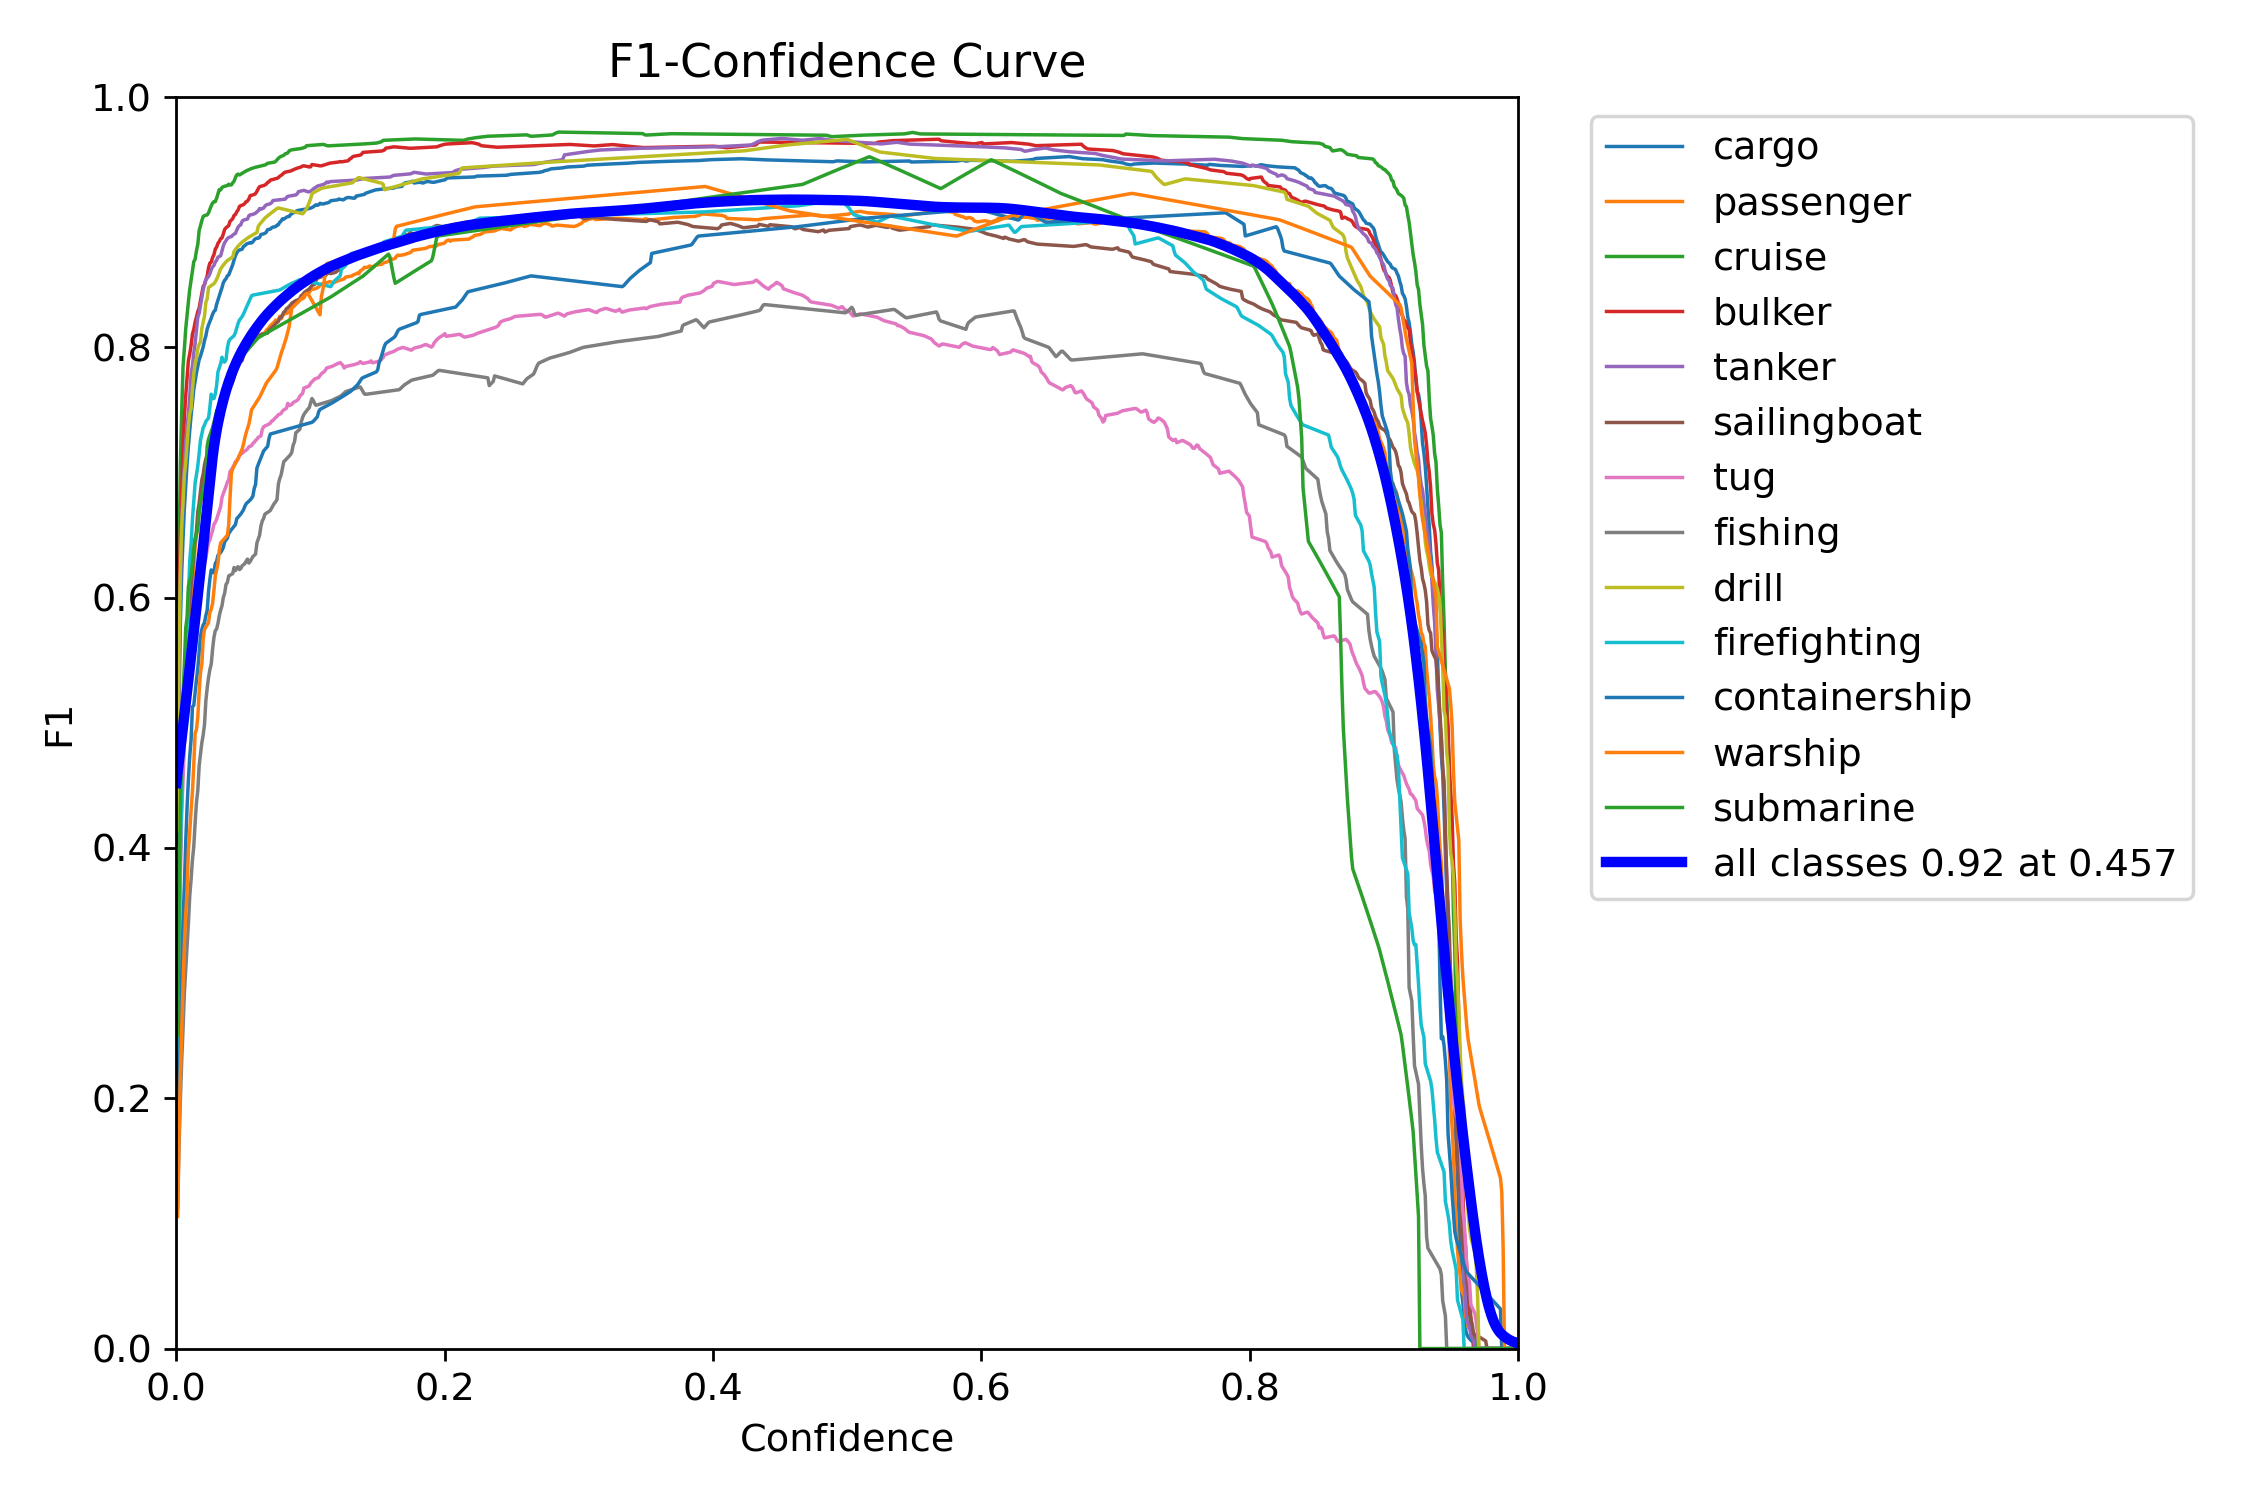 F1-Confidence Curve
1.0
0.8
0.6
0.4
0.2
0.0
F1
0.0 0.2 0.4 0.6 0.8 1.0
Confidence
cargo
passenger
cruise
bulker
tanker
sailingboat
tug
fishing
drill
firefighting
containership
warship
submarine
all classes 0.92 at 0.457